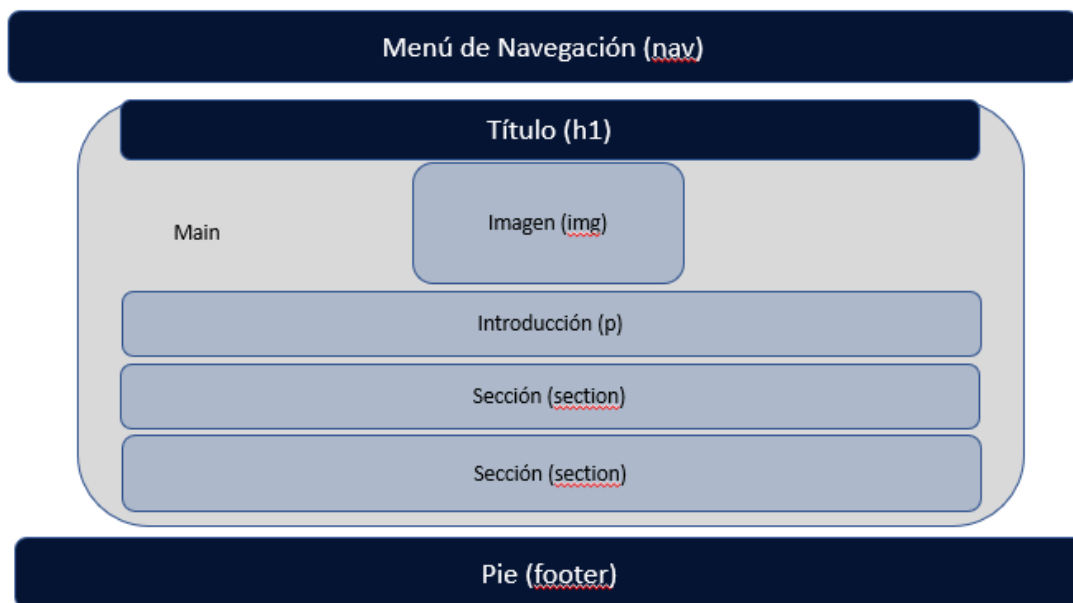 Menú de Navegación (nav)
Título (h1)
Imagen (img)
Main
Introducción (p)
Sección (section)
Sección (section)
Pie (footer)